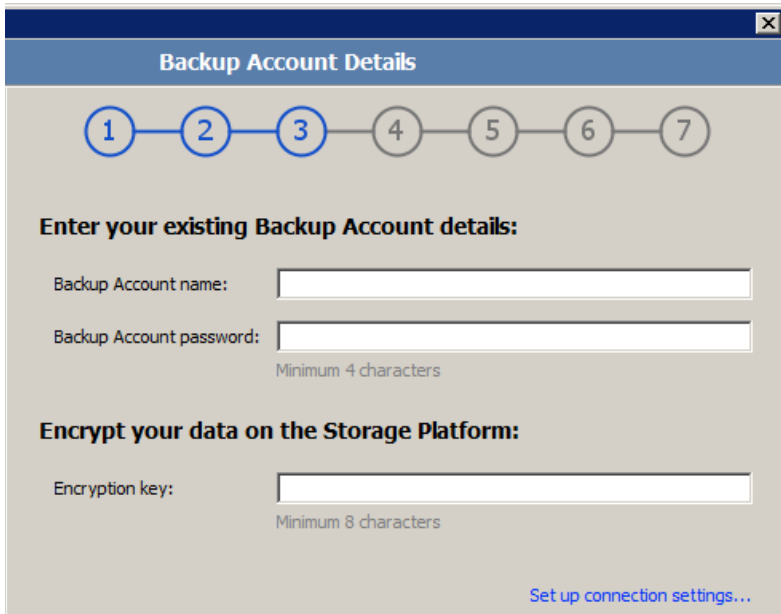 Backup Account Details
1 2 3 4 5 6 7
Enter your existing Backup Account details:
Backup Account name:
Backup Account password:
Minimum 4 characters
Encrypt your data on the Storage Platform:
Encryption key:
Minimum 8 characters
Set up connection settings...